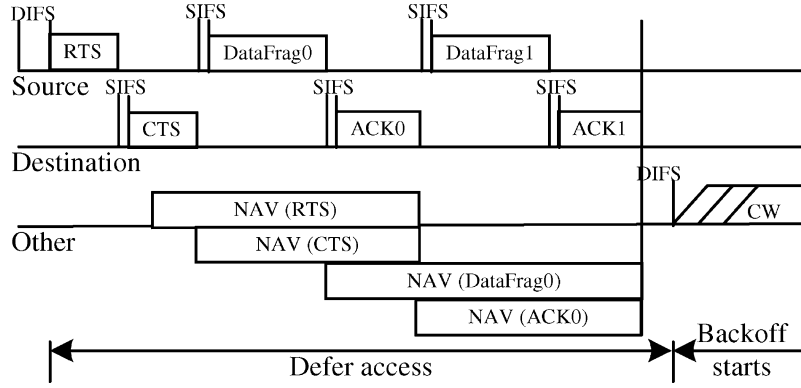 DIFS
SIFS
SIFS
RTS
DataFrag0
DataFrag1
Source
SIFS
SIFS
SIFS
CTS
ACK0
ACK1
Destination
DIFS
NAV (RTS)
CW
Other
NAV (CTS)
NAV (DataFrag0)
NAV (ACK0)
Defer access
Backoff
starts